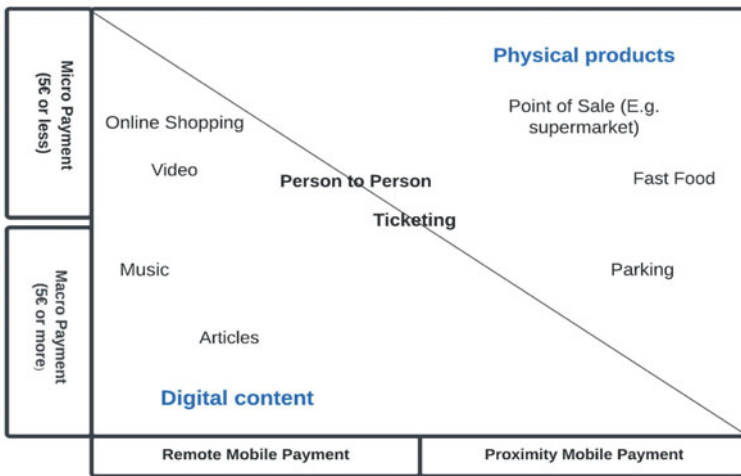 Micro Payment
(5€ or less)
Macro Payment
(5€ or more)
Physical products
Point of Sale (E.g.
supermarket)
Online Shopping
Video
Person to Person
Fast Food
Ticketing
Music
Parking
Articles
Digital content
Remote Mobile Payment
Proximity Mobile Payment